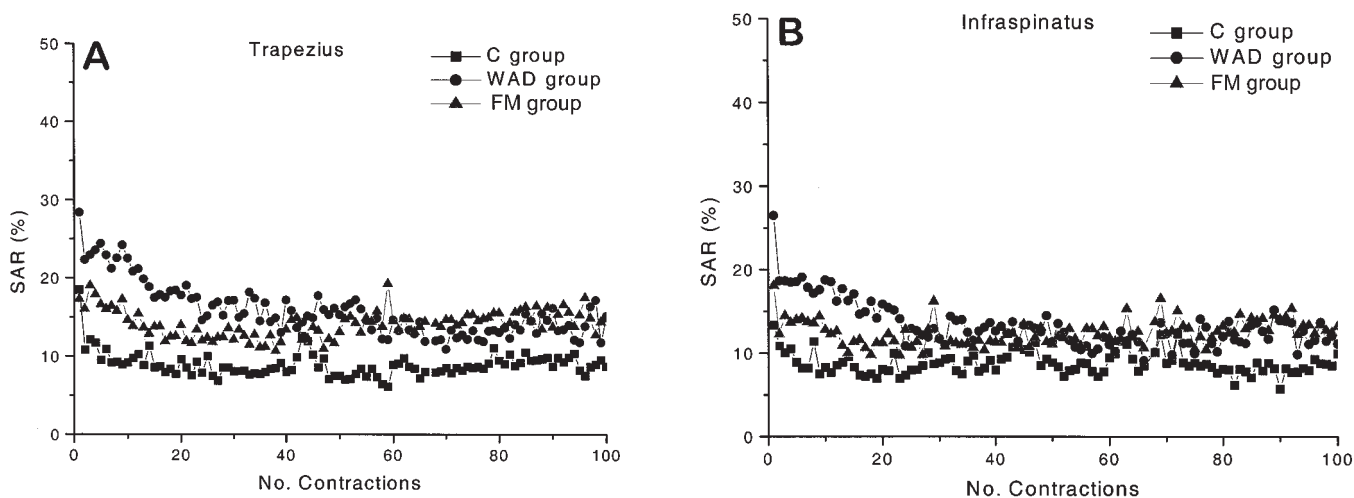 A
Trapezius
C group
WAD group
FM group
50
40
30
20
10
0
SAR (%)
0 20 40 60 80 100
No. Contractions
B
Infraspinatus
C group
WAD group
FM group
50
40
30
20
10
0
SAR (%)
0 20 40 60 80 100
No. Contractions